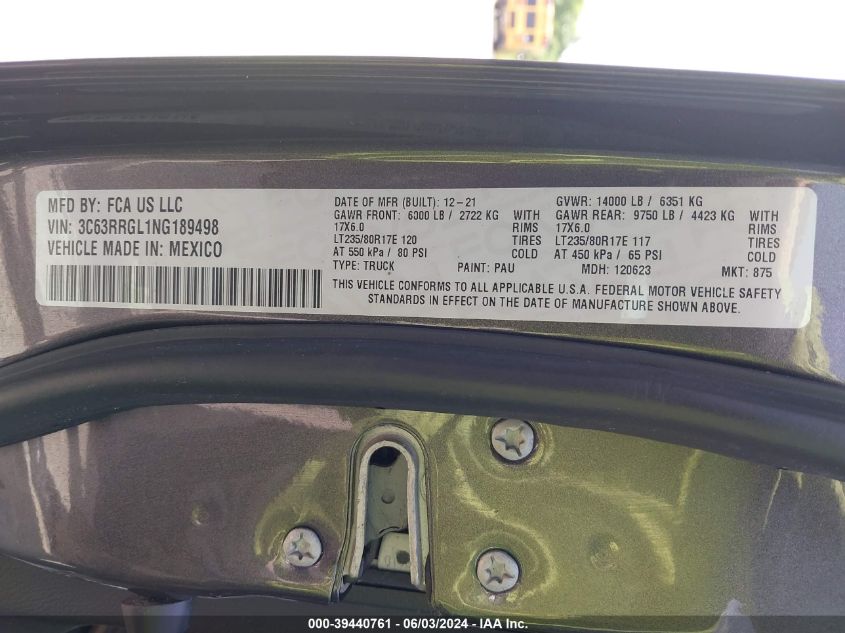 MFD BY: FCA US LLC
VIN: 3C63RRGL1NG189498
VEHICLE MADE IN: MEXICO
DATE OF MFR (BUILT): 12-21 GVWR: 14000 LB / 6351 KG
GAWR FRONT: 6300 LB / 2722 KG WITH GAWR REAR: 9750 LB / 4423 KG WITH
17X6.0 RIMS 17X6.0 RIMS
LT235/80R17E 120 TIRES LT235/80R17E 117 TIRES
AT 550 kPa / 80 PSI COLD AT 450 kPa / 65 PSI COLD
TYPE: TRUCK PAINT: PAU MDH: 120623 MKT: 875
THIS VEHICLE CONFORMS TO ALL APPLICABLE U.S.A. FEDERAL MOTOR VEHICLE SAFETY
STANDARDS IN EFFECT ON THE DATE OF MANUFACTURE SHOWN ABOVE.
000-39440761 - 06/03/2024 - IAA Inc.